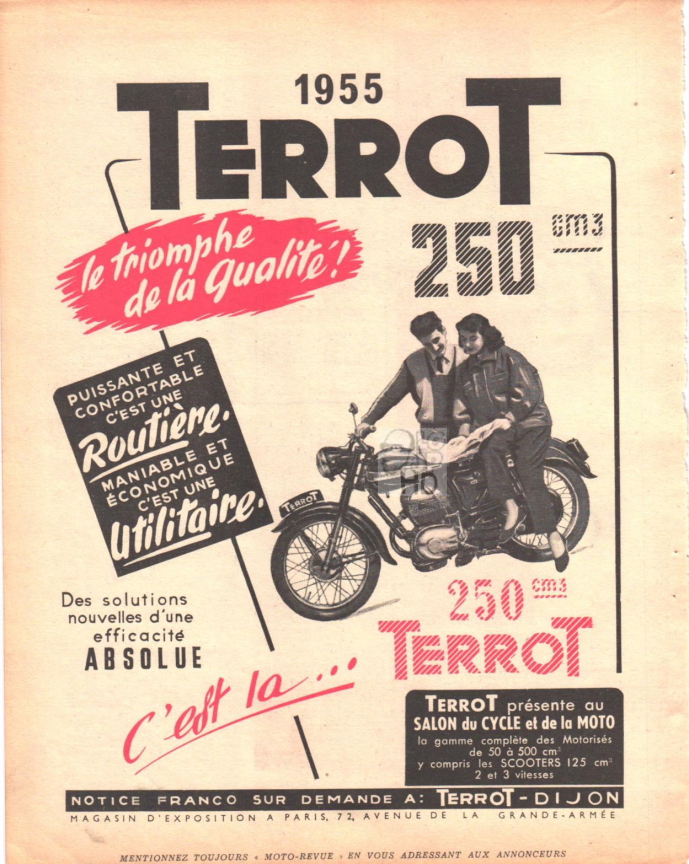 1955
TERROT
250 cm3
le triomphe
de la qualité !
PUISSANTE ET
CONFORTABLE
C'EST UNE
Routière.
MANIABLE ET
ÉCONOMIQUE
C'EST UNE
Utilitaire.
TERROT
HD
Des solutions
nouvelles d'une
efficacité
ABSOLUE
C'est la...
250 cm3
TERROT
TERROT présente au
SALON du CYCLE et de la MOTO
la gamme complète des Motorisés
de 50 à 500 cm³
y compris les SCOOTERS 125 cm³
2 et 3 vitesses
NOTICE FRANCO SUR DEMANDE A: TERROT-DIJON
MAGASIN D'EXPOSITION A PARIS, 72, AVENUE DE LA GRANDE-ARMÉE
MENTIONNEZ TOUJOURS « MOTO-REVUE » EN VOUS ADRESSANT AUX ANNONCEURS